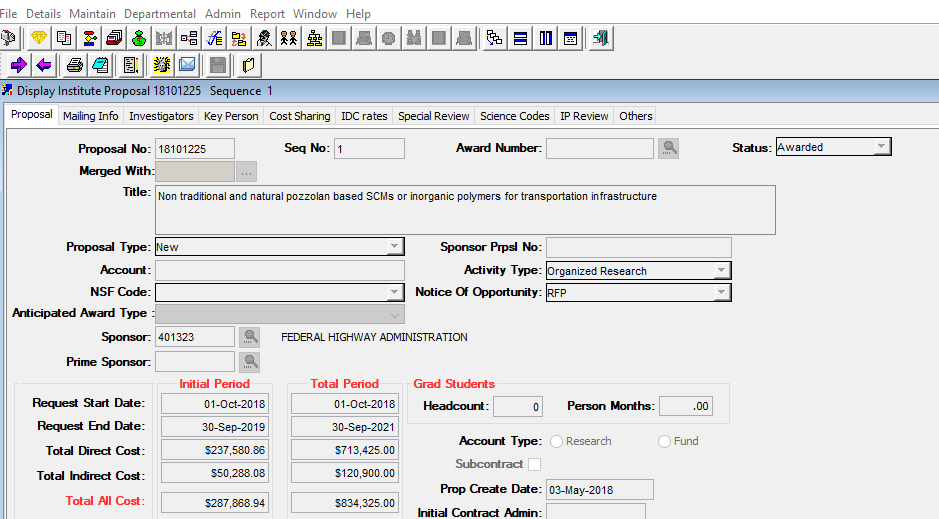 File Details Maintain Departmental Admin Report Window Help
Display Institute Proposal 18101225 Sequence 1
Proposal Mailing Info Investigators Key Person Cost Sharing IDC rates Special Review Science Codes IP Review Others
Proposal No: 18101225 Seq No: 1 Award Number: Status: Awarded
Merged With: ...
Title: Non traditional and natural pozzolan based SCMs or inorganic polymers for transportation infrastructure
Proposal Type: New Sponsor Prpsl No:
Account: Activity Type: Organized Research
NSF Code: Notice Of Opportunity: RFP
Anticipated Award Type :
Sponsor: 401323 FEDERAL HIGHWAY ADMINISTRATION
Prime Sponsor:
Initial Period Total Period Grad Students
Request Start Date: 01-Oct-2018 01-Oct-2018 Headcount: 0 Person Months: .00
Request End Date: 30-Sep-2019 30-Sep-2021
Account Type: Research Fund
Total Direct Cost: $237,580.86 $713,425.00
Subcontract
Total Indirect Cost: $50,288.08 $120,900.00
Prop Create Date: 03-May-2018
Total All Cost: $287,868.94 $834,325.00
Initial Contract Admin: